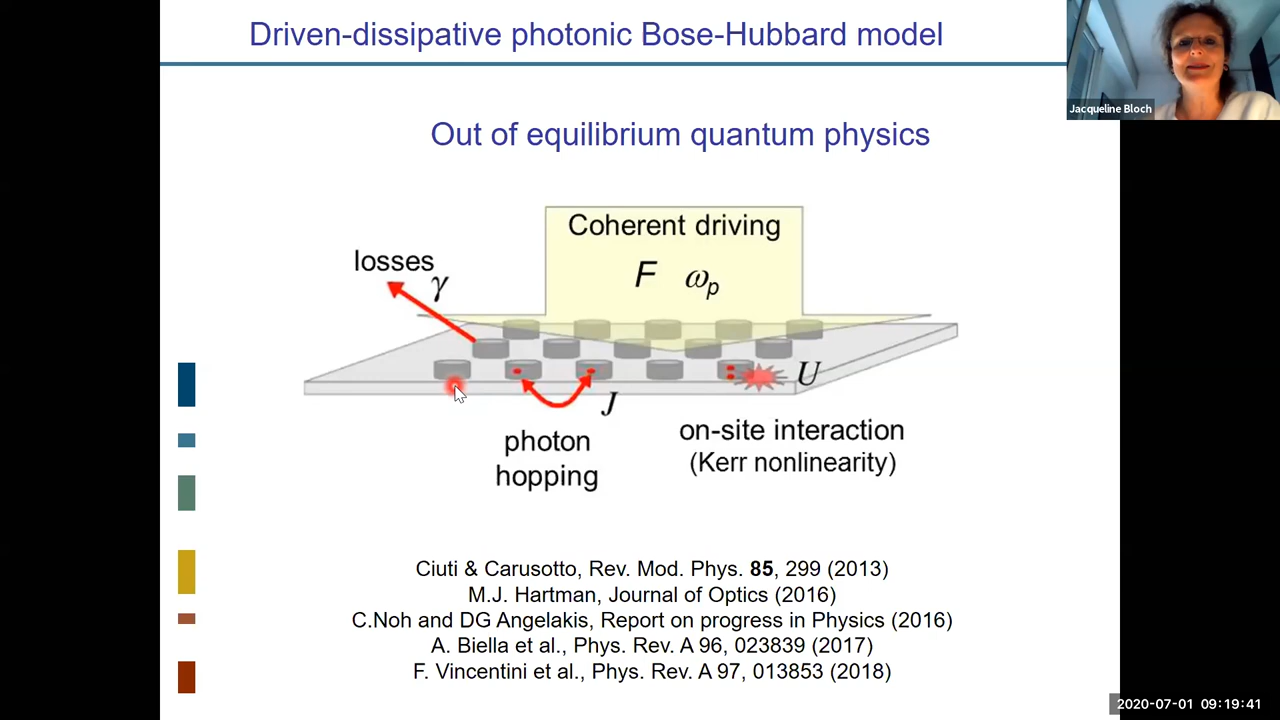 Driven-dissipative photonic Bose-Hubbard model
Jacqueline Bloch
Out of equilibrium quantum physics
Coherent driving
F ωp
losses
γ
U
J
photon
hopping
on-site interaction
(Kerr nonlinearity)
Ciuti & Carusotto, Rev. Mod. Phys. 85, 299 (2013)
M.J. Hartman, Journal of Optics (2016)
C.Noh and DG Angelakis, Report on progress in Physics (2016)
A. Biella et al., Phys. Rev. A 96, 023839 (2017)
F. Vincentini et al., Phys. Rev. A 97, 013853 (2018)
2020-07-01 09:19:41